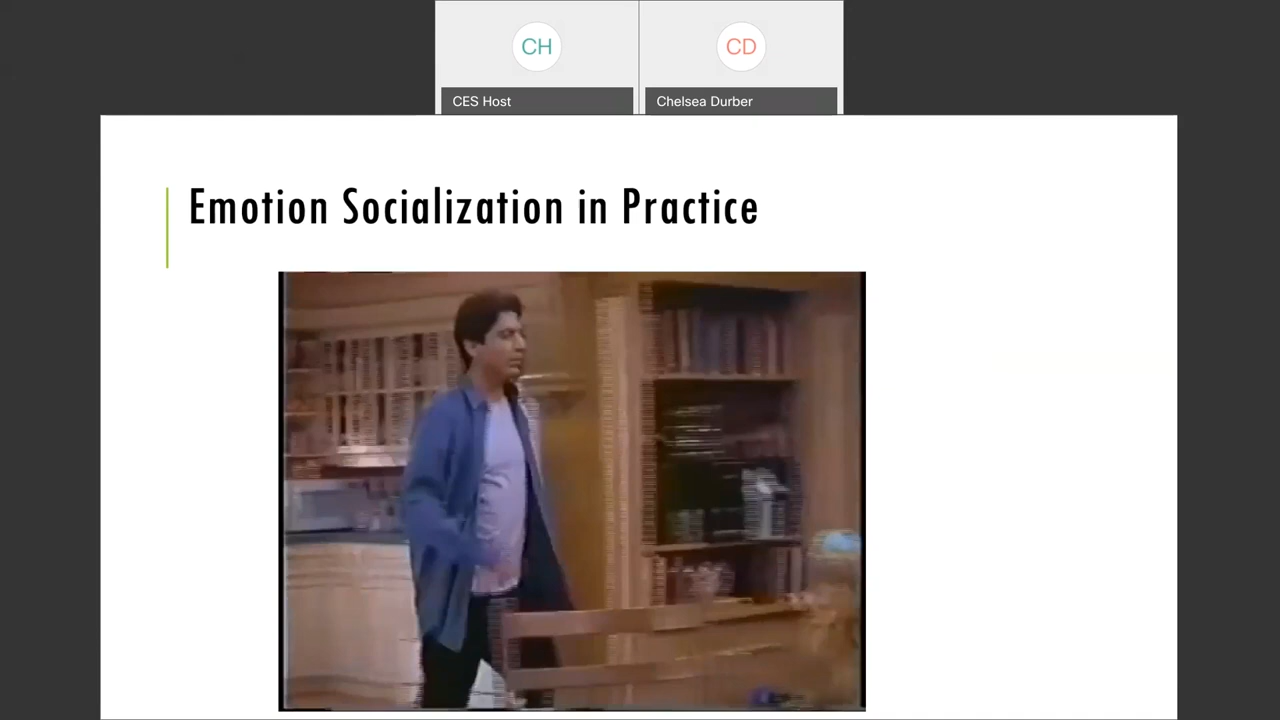 CH
CD
CES Host
Chelsea Durber
Emotion Socialization in Practice